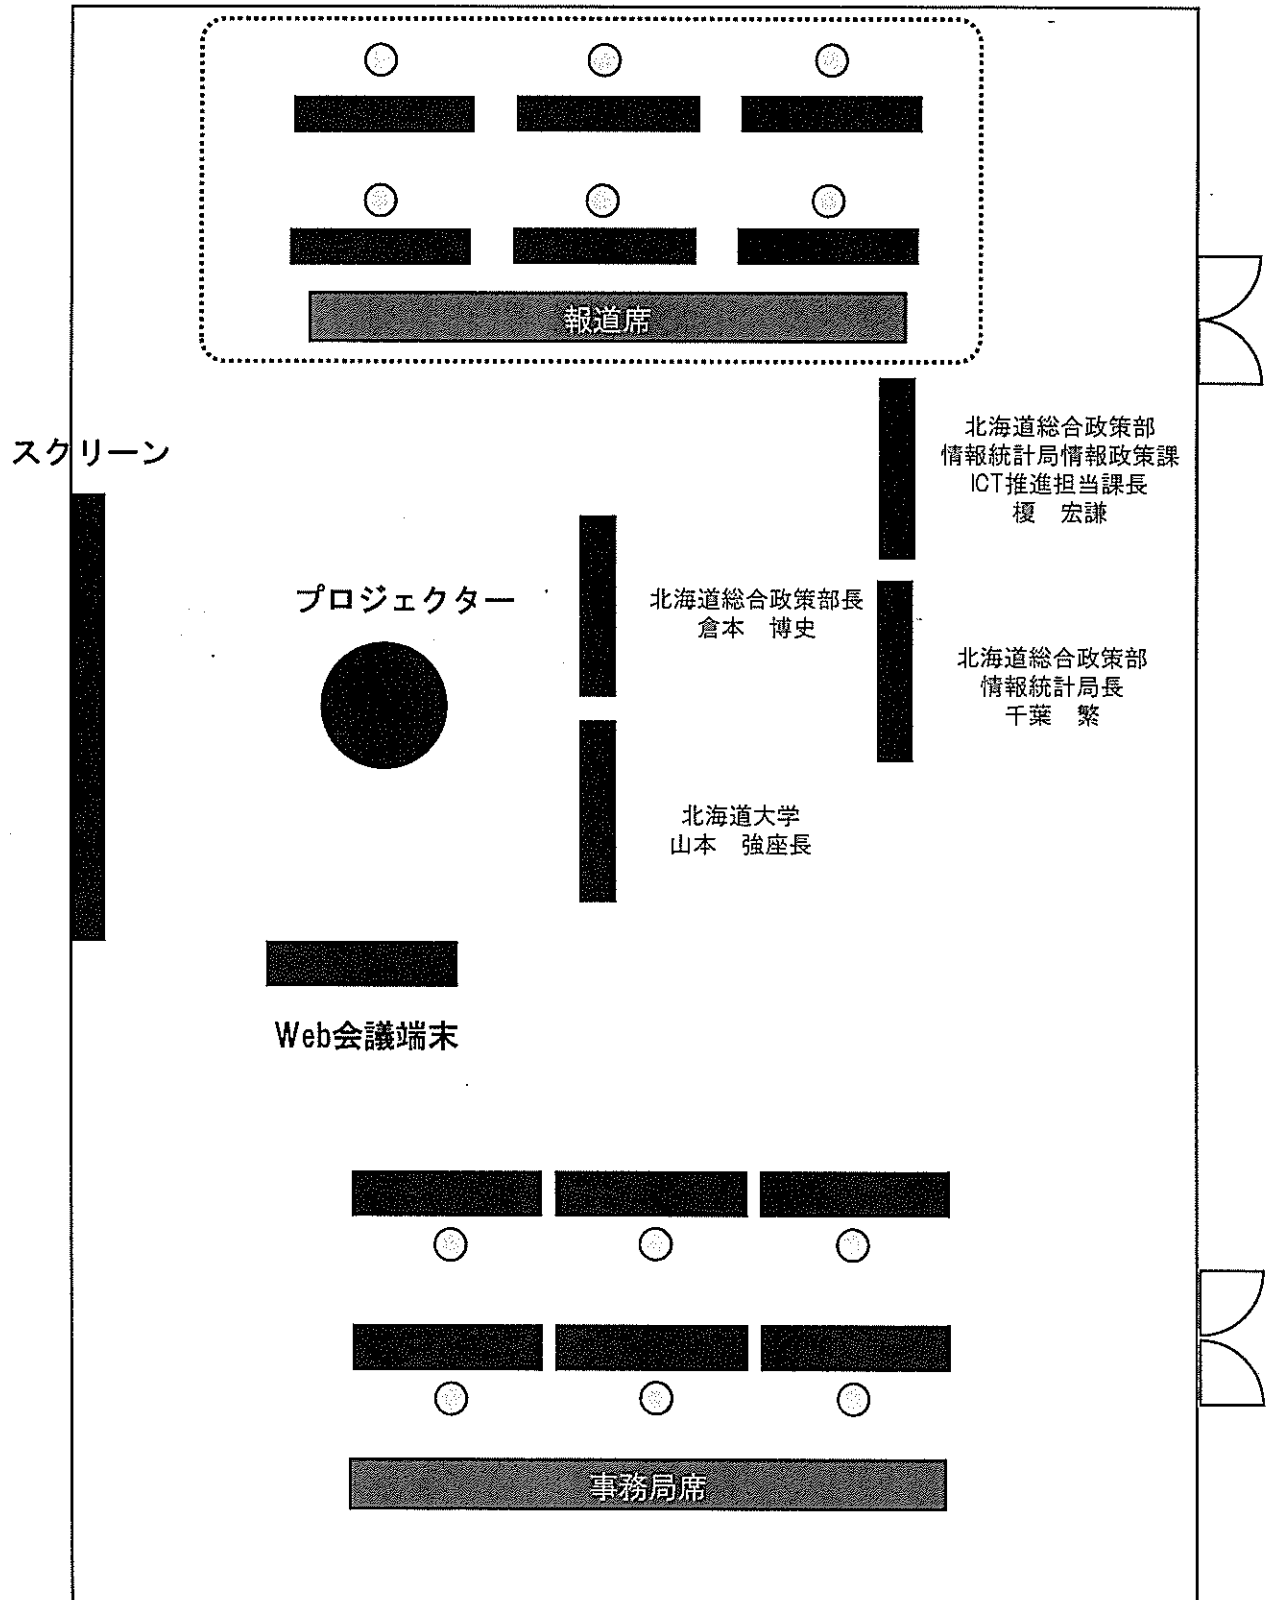 報道席
スクリーン
北海道総合政策部
情報統計局情報政策課
ICT推進担当課長
榎　宏謙
プロジェクター
北海道総合政策部長
倉本　博史
北海道総合政策部
情報統計局長
千葉　繁
北海道大学
山本　強座長
Web会議端末
事務局席